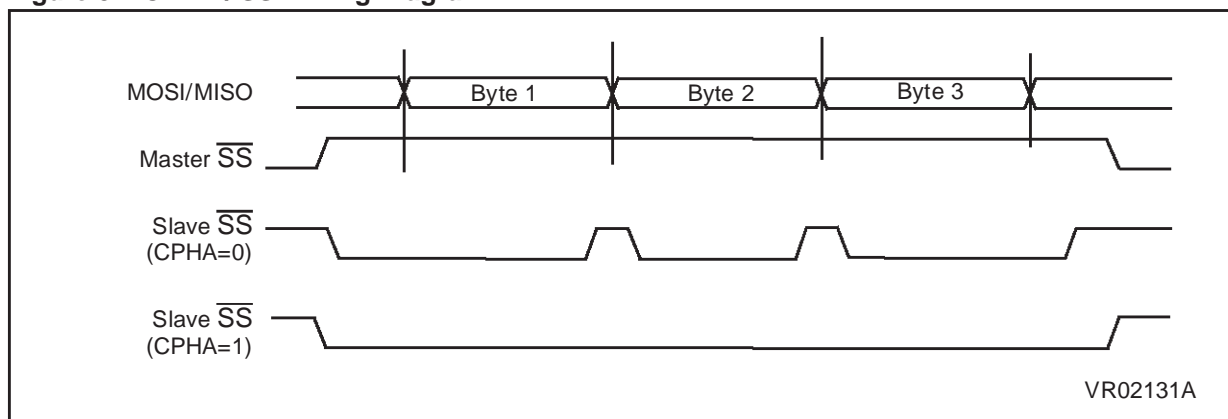 MOSI/MISO
Byte 1
Byte 2
Byte 3
Master SS
Slave SS
(CPHA=0)
Slave SS
(CPHA=1)
VR02131A